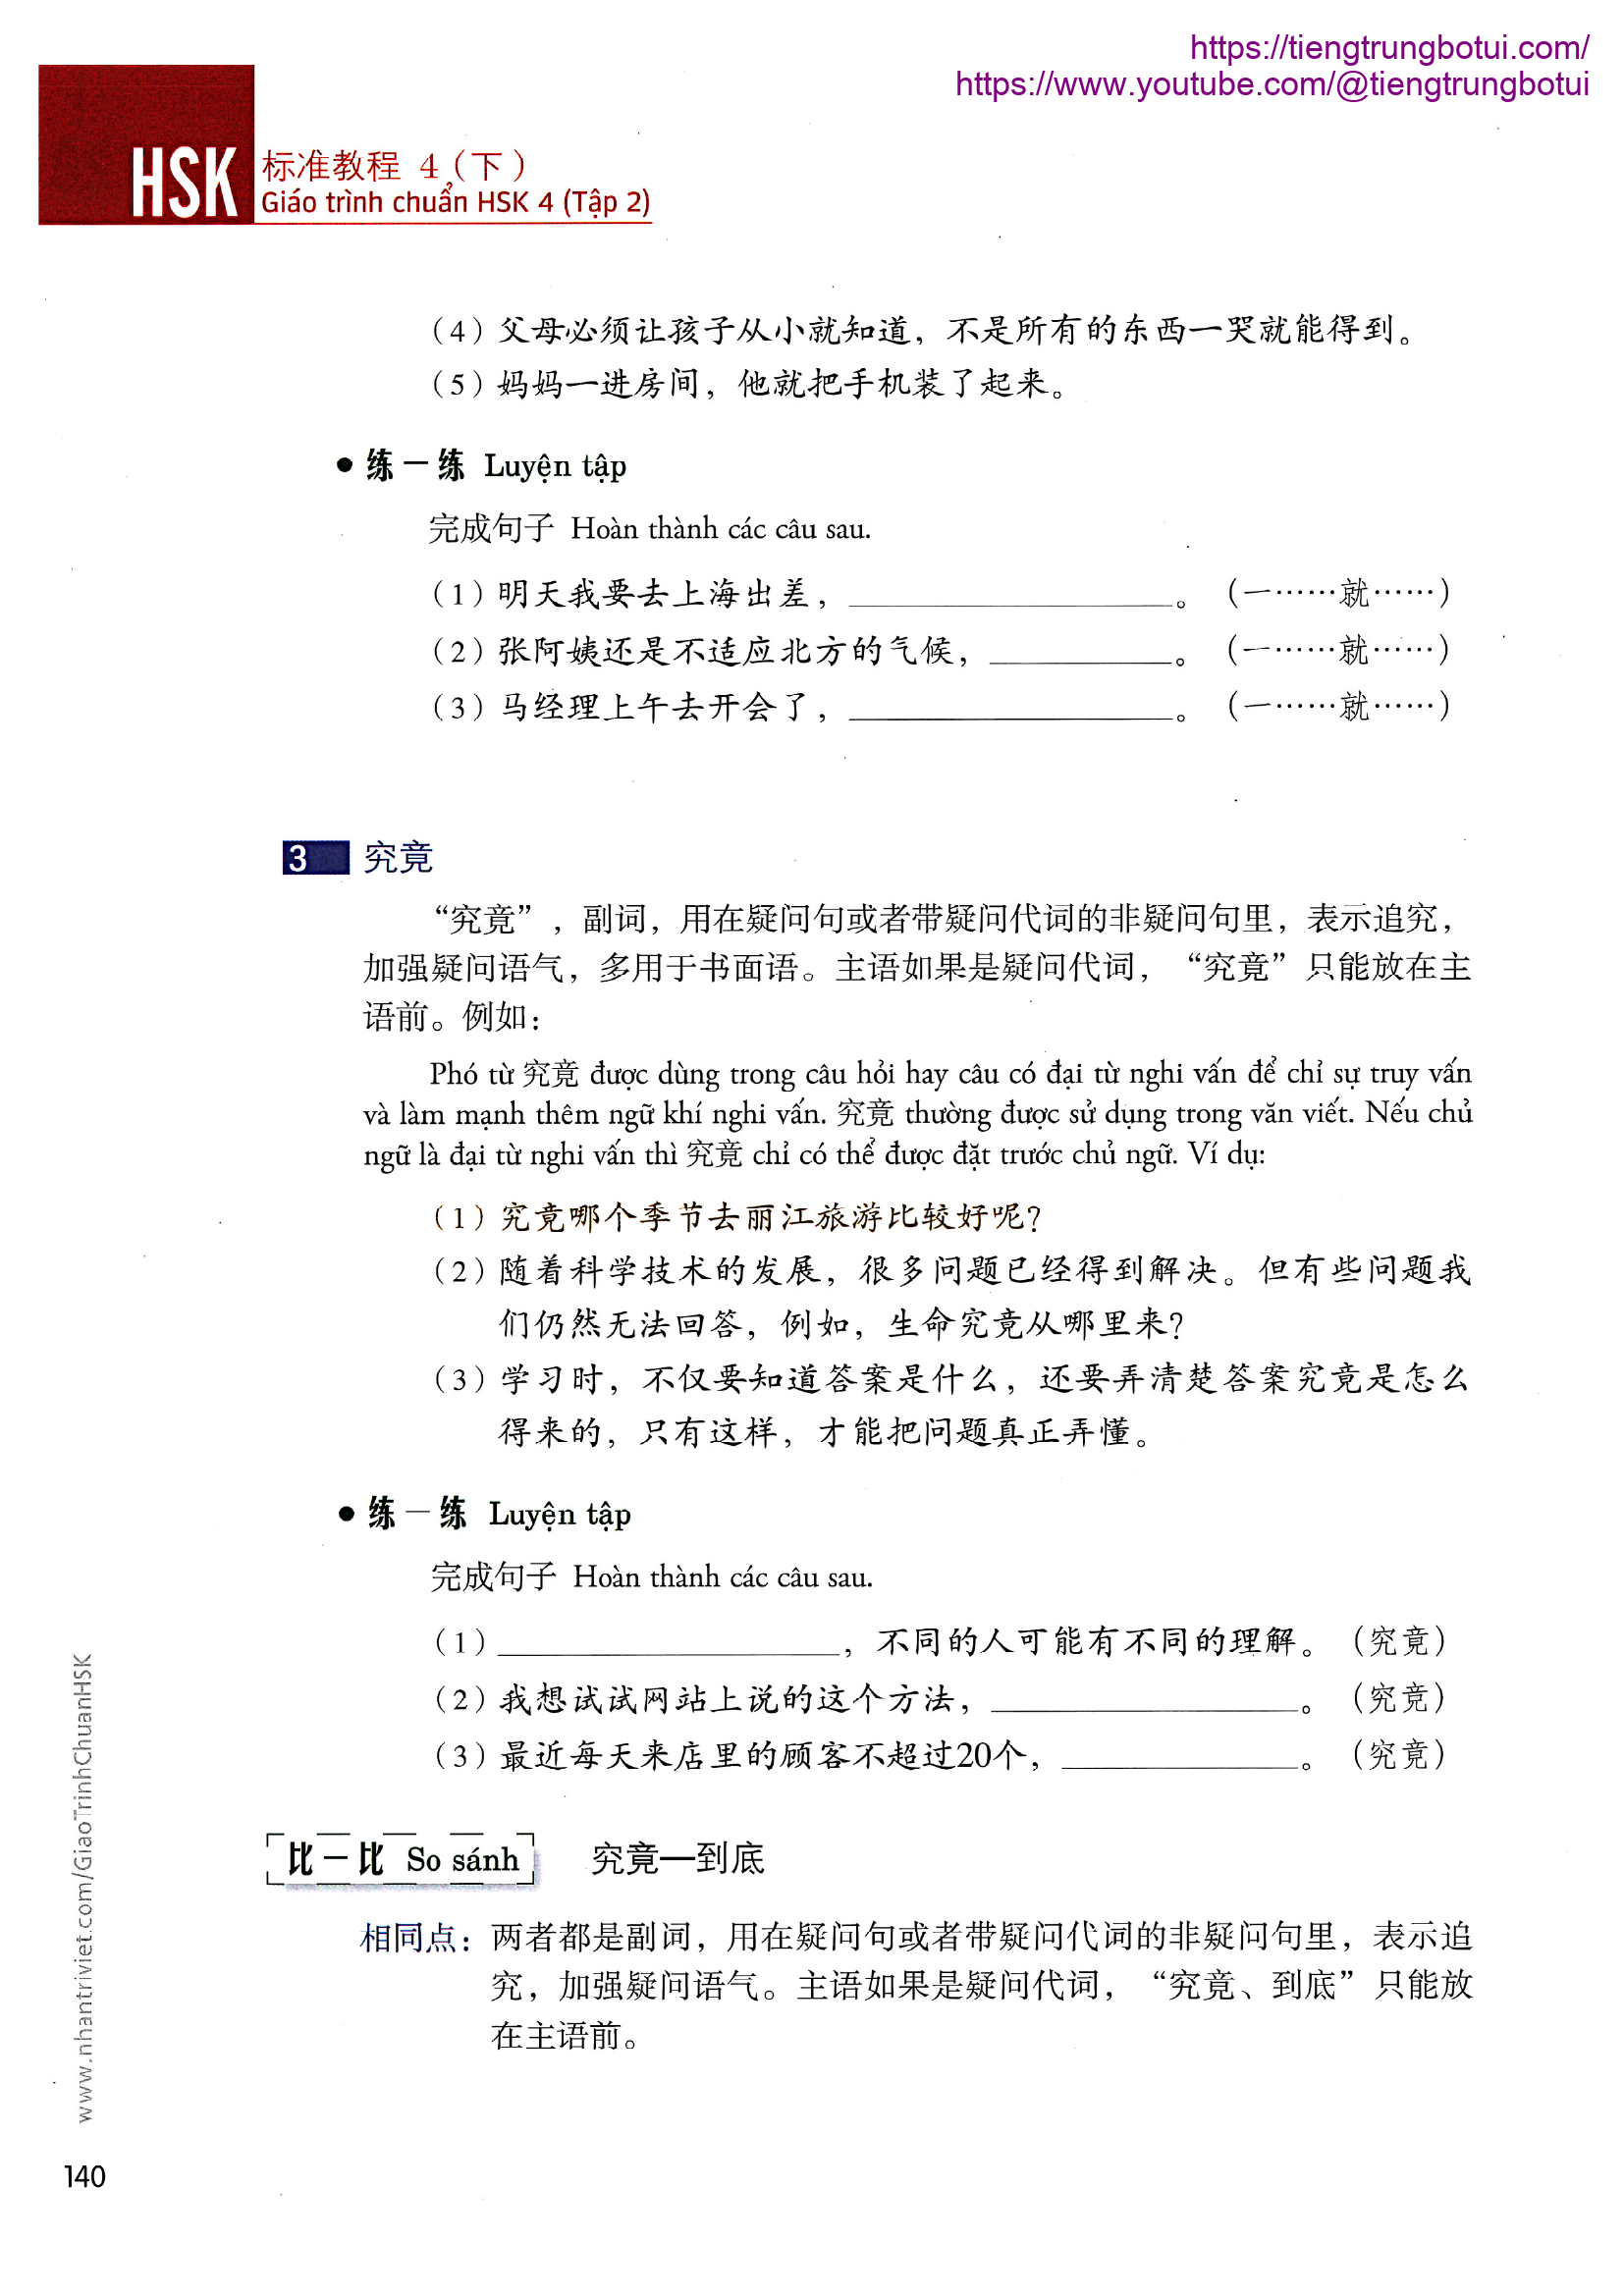 https://tiengtrungbotui.com/
https://www.youtube.com/@tiengtrungbotui
HSK 标准教程 4（下）
Giáo trình chuẩn HSK 4 (Tập 2)
（4）父母必须让孩子从小就知道，不是所有的东西一哭就能得到。
（5）妈妈一进房间，他就把手机装了起来。
● 练一练 Luyện tập
完成句子 Hoàn thành các câu sau.
（1）明天我要去上海出差，____________________。（一……就……）
（2）张阿姨还是不适应北方的气候，____________。（一……就……）
（3）马经理上午去开会了，____________________。（一……就……）
3 究竟
“究竟”，副词，用在疑问句或者带疑问代词的非疑问句里，表示追究，
加强疑问语气，多用于书面语。主语如果是疑问代词，“究竟”只能放在主
语前。例如：
Phó từ 究竟 được dùng trong câu hỏi hay câu có đại từ nghi vấn để chỉ sự truy vấn
và làm mạnh thêm ngữ khí nghi vấn. 究竟 thường được sử dụng trong văn viết. Nếu chủ
ngữ là đại từ nghi vấn thì 究竟 chỉ có thể được đặt trước chủ ngữ. Ví dụ:
（1）究竟哪个季节去丽江旅游比较好呢？
（2）随着科学技术的发展，很多问题已经得到解决。但有些问题我
们仍然无法回答，例如，生命究竟从哪里来？
（3）学习时，不仅要知道答案是什么，还要弄清楚答案究竟是怎么
得来的，只有这样，才能把问题真正弄懂。
● 练一练 Luyện tập
完成句子 Hoàn thành các câu sau.
（1）____________________，不同的人可能有不同的理解。（究竟）
（2）我想试试网站上说的这个方法，__________________。（究竟）
（3）最近每天来店里的顾客不超过20个，______________。（究竟）
比一比 So sánh 究竟—到底
相同点：两者都是副词，用在疑问句或者带疑问代词的非疑问句里，表示追
究，加强疑问语气。主语如果是疑问代词，“究竟、到底”只能放
在主语前。
www.nhantriviet.com/GiaoTrinhChuanHSK
140